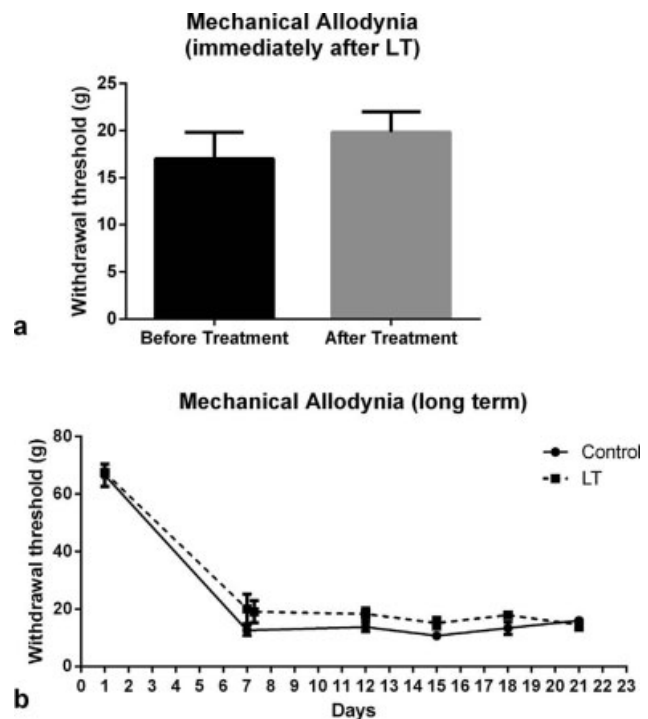 Mechanical Allodynia
(immediately after LT)
Withdrawal threshold (g)
25
20
15
10
5
0
Before Treatment After Treatment
a
Mechanical Allodynia (long term)
Withdrawal threshold (g)
80
60
40
20
0
Control
LT
0 1 2 3 4 5 6 7 8 9 10 11 12 13 14 15 16 17 18 19 20 21 22 23
Days
b